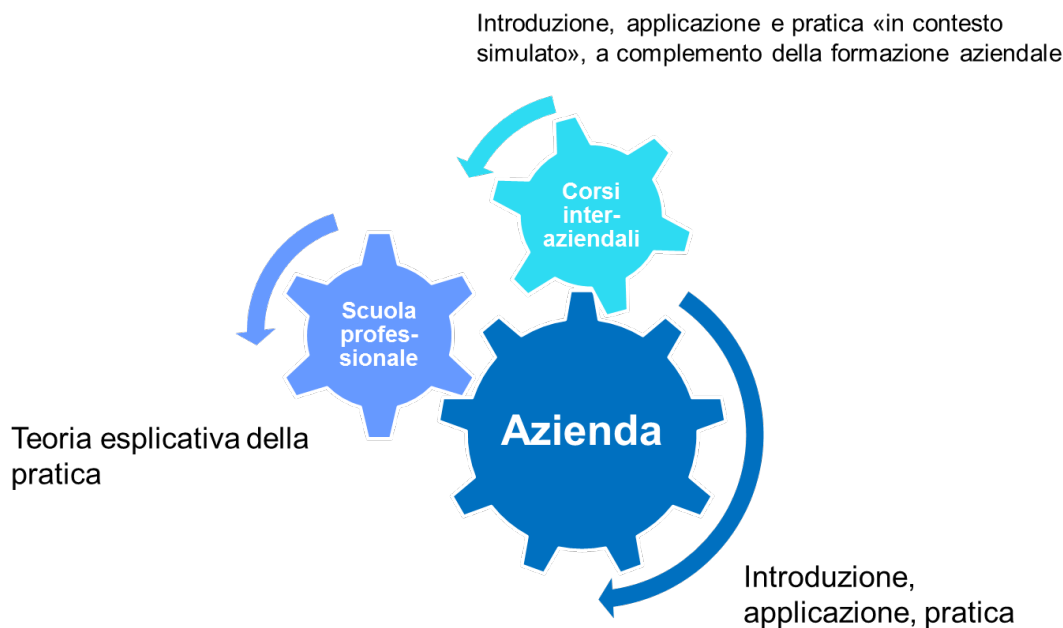 Introduzione, applicazione e pratica «in contesto
simulato», a complemento della formazione aziendale
Corsi
inter-
aziendali
Scuola
profes-
sionale
Azienda
Teoria esplicativa della
pratica
Introduzione,
applicazione, pratica